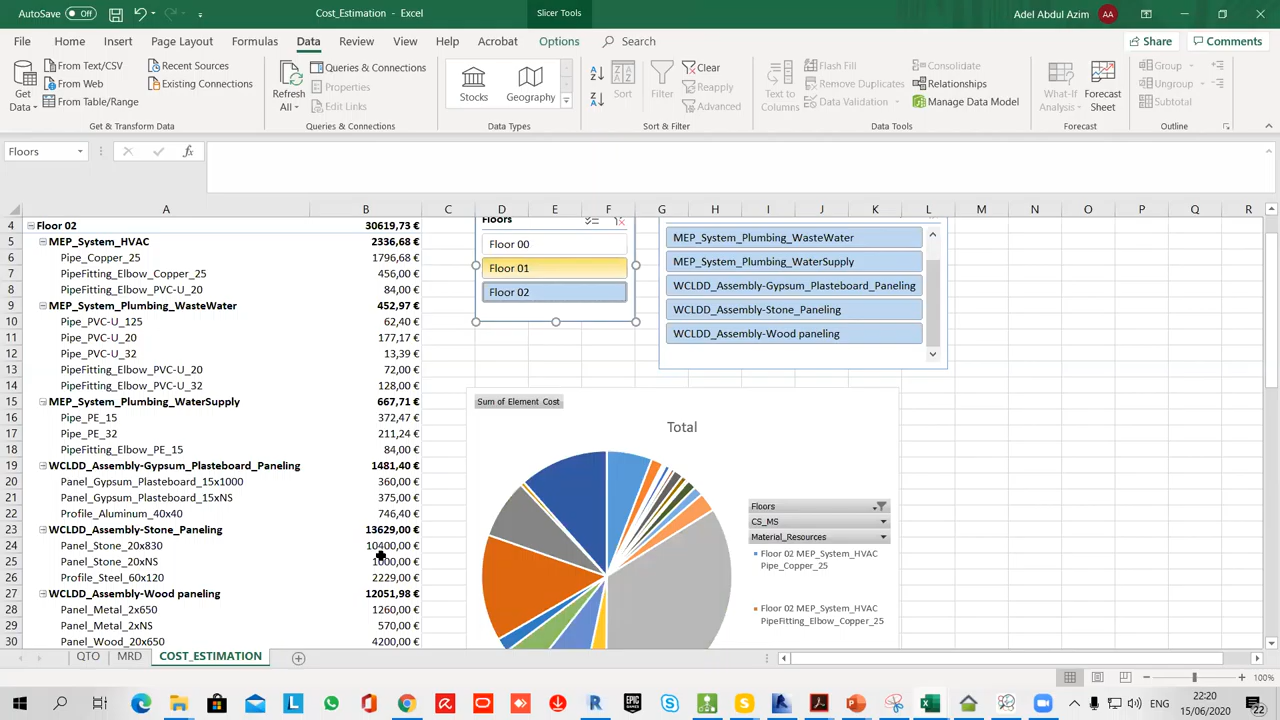 AutoSave Off
Cost_Estimation - Excel
Slicer Tools
Adel Abdul Azim AA
File Home Insert Page Layout Formulas Data Review View Help Acrobat Options Search
Share Comments
Get Data
From Text/CSV
From Web
From Table/Range
Recent Sources
Existing Connections
Get & Transform Data
Refresh All
Queries & Connections
Properties
Edit Links
Queries & Connections
Stocks Geography
Data Types
Sort
Filter
Clear
Reapply
Advanced
Sort & Filter
Text to Columns
Flash Fill
Remove Duplicates
Data Validation
Consolidate
Relationships
Manage Data Model
Data Tools
What-If Analysis
Forecast Sheet
Forecast
Group
Ungroup
Subtotal
Outline
Floors
fx
A B C D E F G H I J K L M N O P Q R
4 Floor 02 30619,73 €
5 MEP_System_HVAC 2336,68 €
6 Pipe_Copper_25 1796,68 €
7 PipeFitting_Elbow_Copper_25 456,00 €
8 PipeFitting_Elbow_PVC-U_20 84,00 €
9 MEP_System_Plumbing_WasteWater 452,97 €
10 Pipe_PVC-U_125 62,40 €
11 Pipe_PVC-U_20 177,17 €
12 Pipe_PVC-U_32 13,39 €
13 PipeFitting_Elbow_PVC-U_20 72,00 €
14 PipeFitting_Elbow_PVC-U_32 128,00 €
15 MEP_System_Plumbing_WaterSupply 667,71 €
16 Pipe_PE_15 372,47 €
17 Pipe_PE_32 211,24 €
18 PipeFitting_Elbow_PE_15 84,00 €
19 WCLDD_Assembly-Gypsum_Plasteboard_Paneling 1481,40 €
20 Panel_Gypsum_Plasteboard_15x1000 360,00 €
21 Panel_Gypsum_Plasteboard_15xNS 375,00 €
22 Profile_Aluminum_40x40 746,40 €
23 WCLDD_Assembly-Stone_Paneling 13629,00 €
24 Panel_Stone_20x830 10400,00 €
25 Panel_Stone_20xNS 1000,00 €
26 Profile_Steel_60x120 2229,00 €
27 WCLDD_Assembly-Wood paneling 12051,98 €
28 Panel_Metal_2x650 1260,00 €
29 Panel_Metal_2xNS 570,00 €
30 Panel_Wood_20x650 4200,00 €
Floors
Floor 00
Floor 01
Floor 02
MEP_System_Plumbing_WasteWater
MEP_System_Plumbing_WaterSupply
WCLDD_Assembly-Gypsum_Plasteboard_Paneling
WCLDD_Assembly-Stone_Paneling
WCLDD_Assembly-Wood paneling
Sum of Element Cost
Total
Floors
CS_MS
Material_Resources
Floor 02 MEP_System_HVAC
Pipe_Copper_25
Floor 02 MEP_System_HVAC
PipeFitting_Elbow_Copper_25
QTO MRD COST_ESTIMATION
100%
ENG
22:20
15/06/2020
22